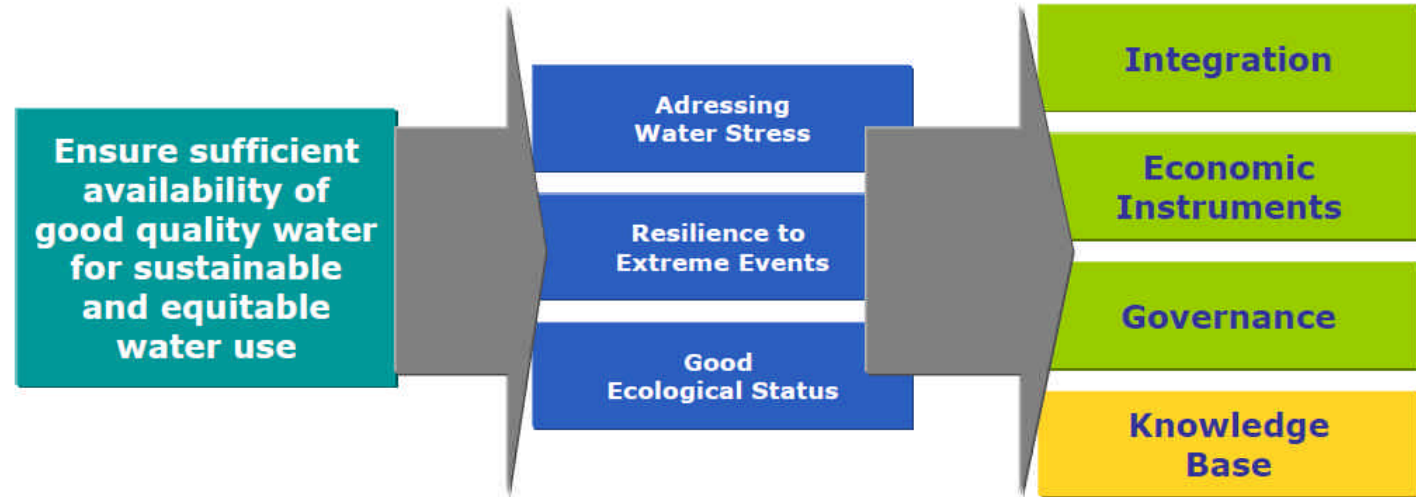 Ensure sufficient
availability of
good quality water
for sustainable
and equitable
water use
Adressing
Water Stress
Resilience to
Extreme Events
Good
Ecological Status
Integration
Economic
Instruments
Governance
Knowledge
Base